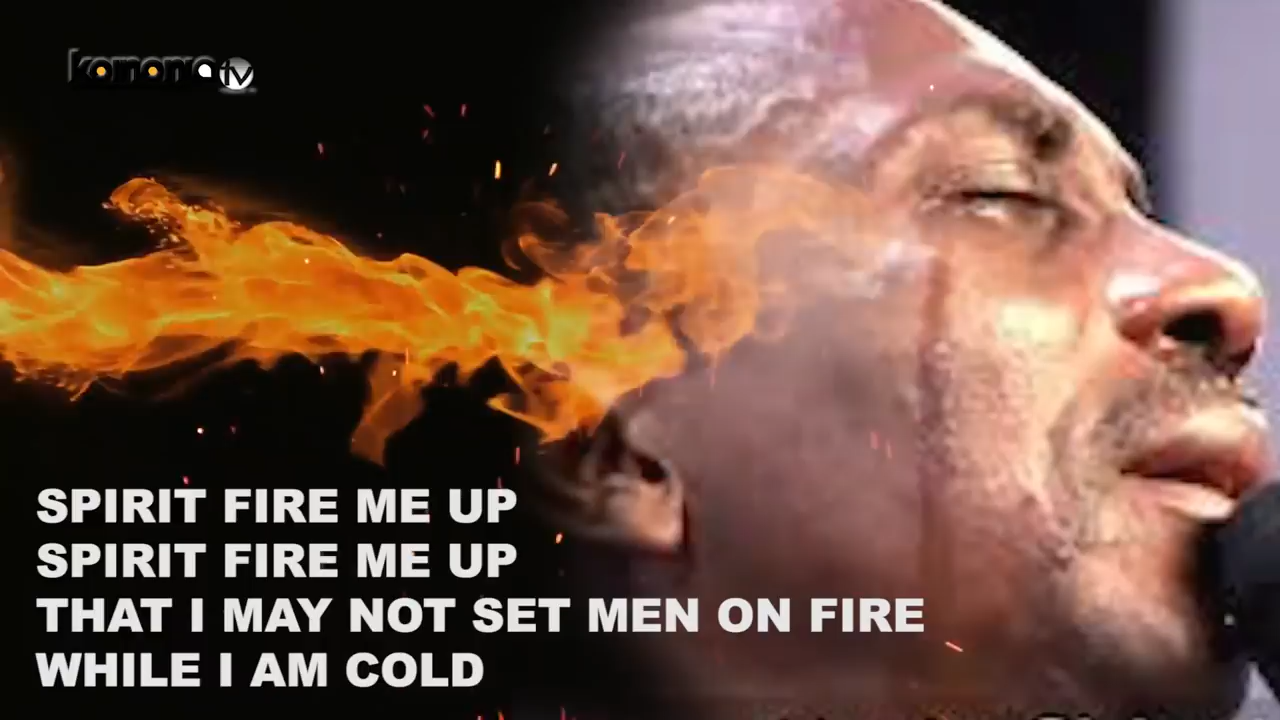 komonia tv
SPIRIT FIRE ME UP
SPIRIT FIRE ME UP
THAT I MAY NOT SET MEN ON FIRE
WHILE I AM COLD